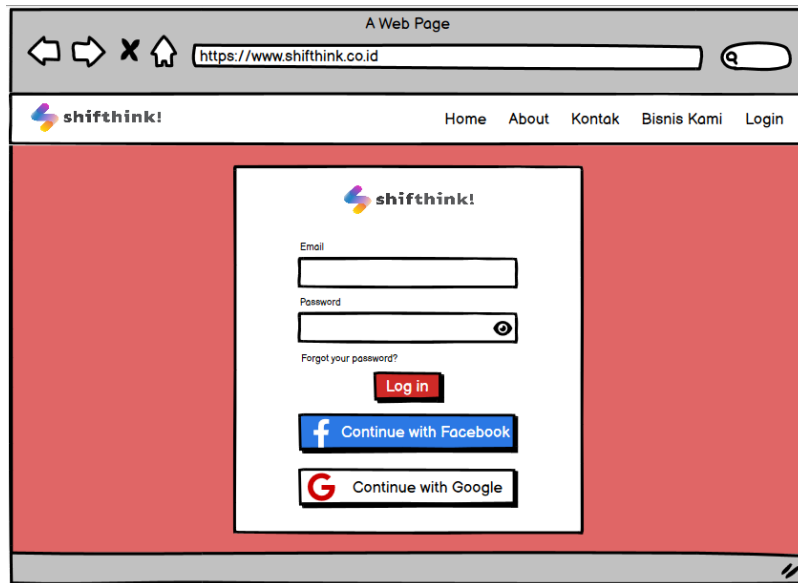 A Web Page
https://www.shifthink.co.id
shifthink!
Home About Kontak Bisnis Kami Login
shifthink!
Email
Password
Forgot your password?
Log in
Continue with Facebook
Continue with Google